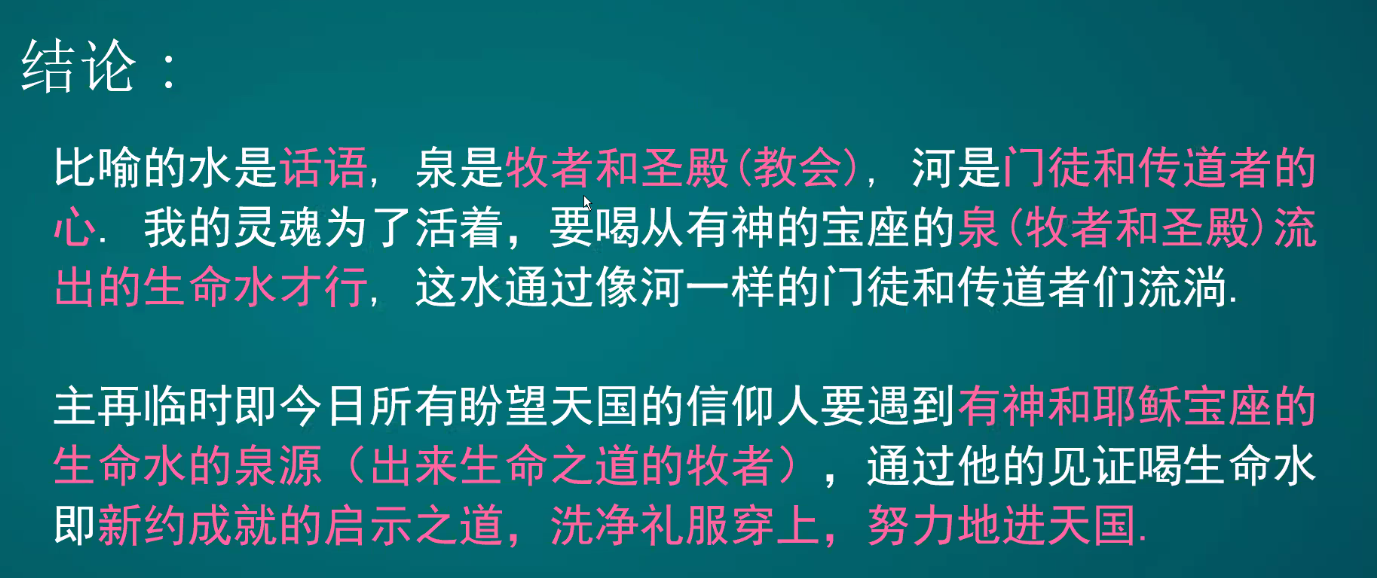 结论：
比喻的水是话语, 泉是牧者和圣殿(教会), 河是门徒和传道者的
心. 我的灵魂为了活着，要喝从有神的宝座的泉(牧者和圣殿)流
出的生命水才行, 这水通过像河一样的门徒和传道者们流淌.
主再临时即今日所有盼望天国的信仰人要遇到有神和耶稣宝座的
生命水的泉源（出来生命之道的牧者），通过他的见证喝生命水
即新约成就的启示之道，洗净礼服穿上，努力地进天国.